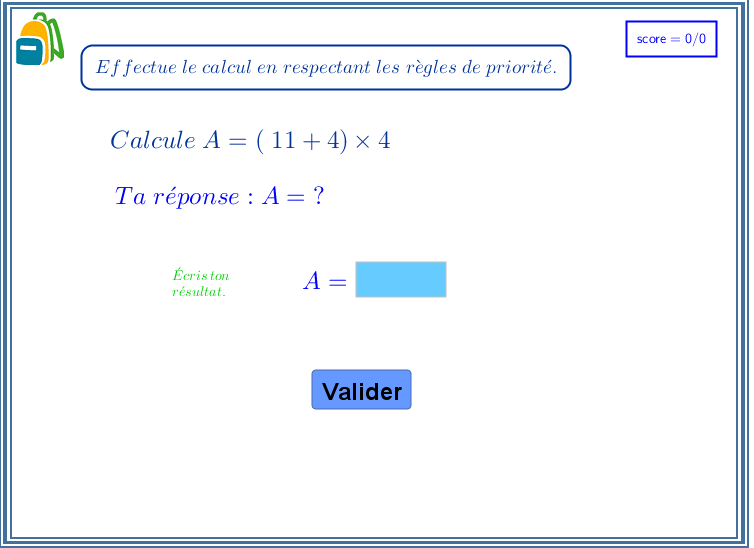 score = 0/0
Effectue le calcul en respectant les règles de priorité.
Calcule A = ( 11 + 4) × 4
Ta réponse : A = ?
Écris ton
résultat.
A =
Valider